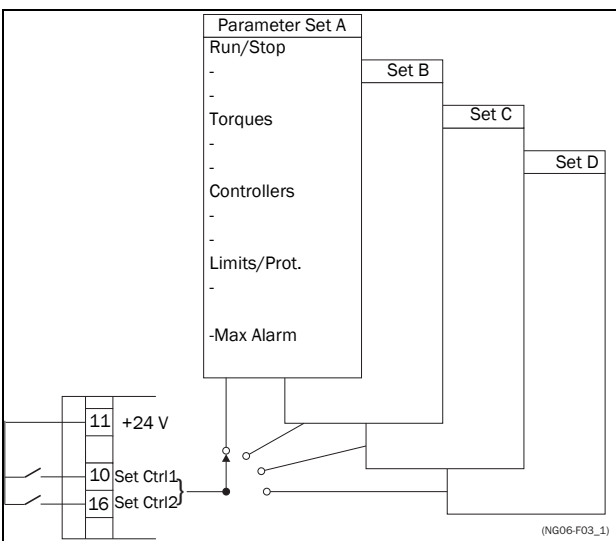 Parameter Set A
Run/Stop
-
-
Torques
-
-
Controllers
-
-
Limits/Prot.
-
-Max Alarm
Set B
Set C
Set D
11 +24 V
10 Set Ctrl1
16 Set Ctrl2
(NG06-F03_1)